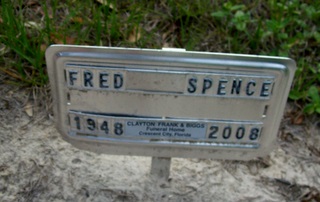 FRED SPENCE
1948 CLAYTON FRANK & BIGGS 2008
Funeral Home
Crescent City, Florida